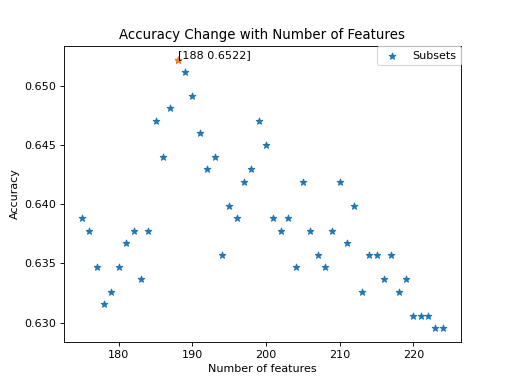 Accuracy Change with Number of Features
[188 0.6522]
Subsets
0.650
0.645
0.640
0.635
0.630
Accuracy
180 190 200 210 220
Number of features